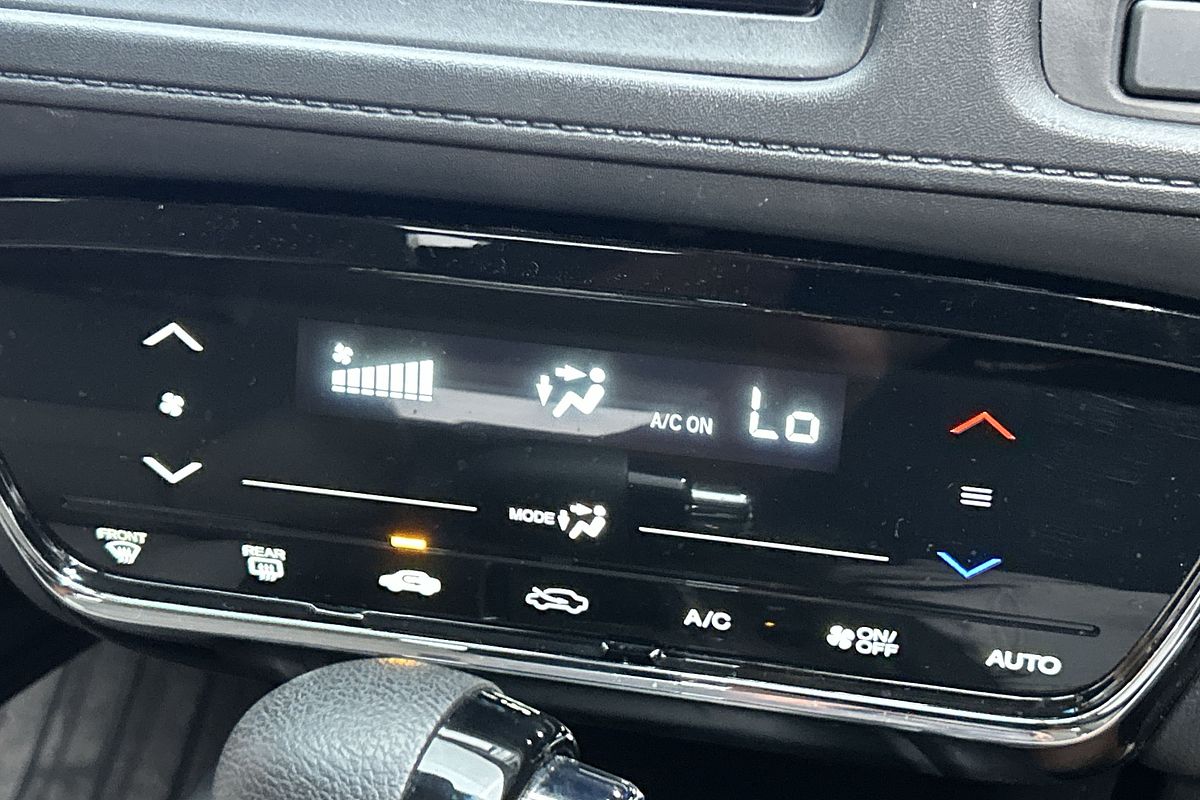 A/C ON
Lo
MODE
FRONT
REAR
A/C
ON/
OFF
AUTO